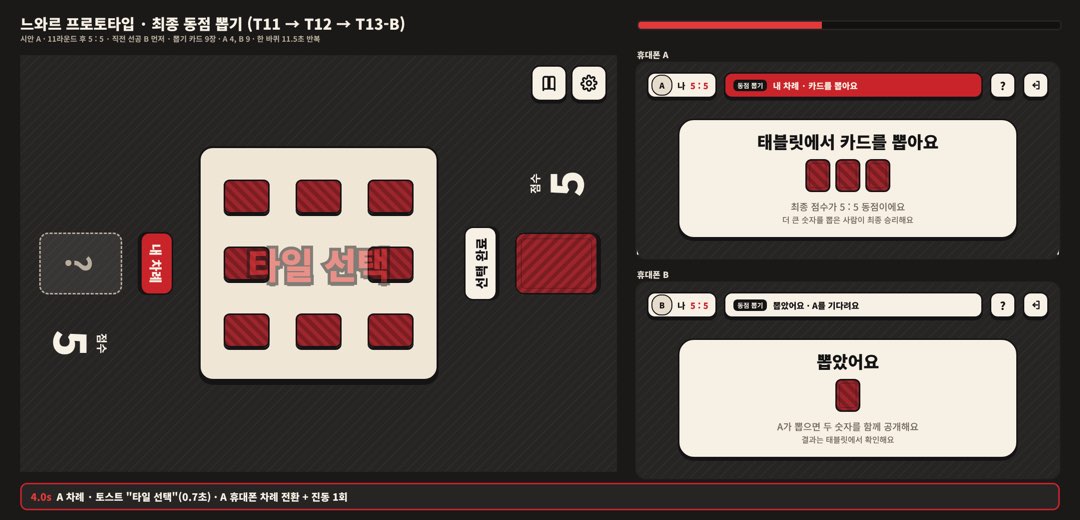 느와르 프로토타입 · 최종 동점 뽑기 (T11 → T12 → T13-B)
시안 A · 11라운드 후 5 : 5 · 직전 선공 B 먼저 · 뽑기 카드 9장 · A 4, B 9 · 한 바퀴 11.5초 반복
?
내 차례
5
점수
타일 선택
선택 완료
점수
5
휴대폰 A
A 나 5 : 5
동점 뽑기 내 차례 · 카드를 뽑아요
?
태블릿에서 카드를 뽑아요
최종 점수가 5 : 5 동점이에요
더 큰 숫자를 뽑은 사람이 최종 승리해요
휴대폰 B
B 나 5 : 5
동점 뽑기 뽑았어요 · A를 기다려요
?
뽑았어요
A가 뽑으면 두 숫자를 함께 공개해요
결과는 태블릿에서 확인해요
4.0s A 차례 · 토스트 "타일 선택"(0.7초) · A 휴대폰 차례 전환 + 진동 1회